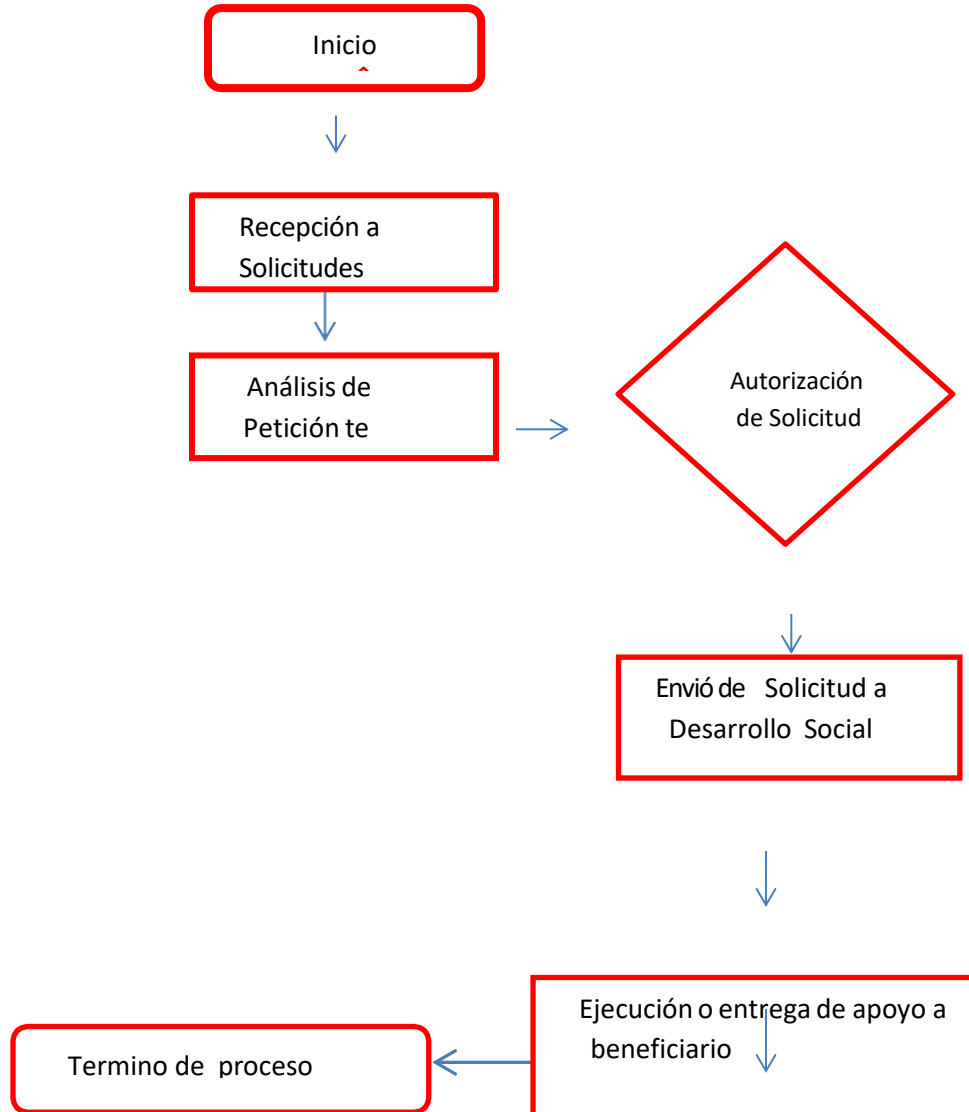 Inicio
Recepción a
Solicitudes
Análisis de
Petición te
Autorización
de Solicitud
Envió de Solicitud a
Desarrollo Social
Ejecución o entrega de apoyo a
beneficiario
Termino de proceso